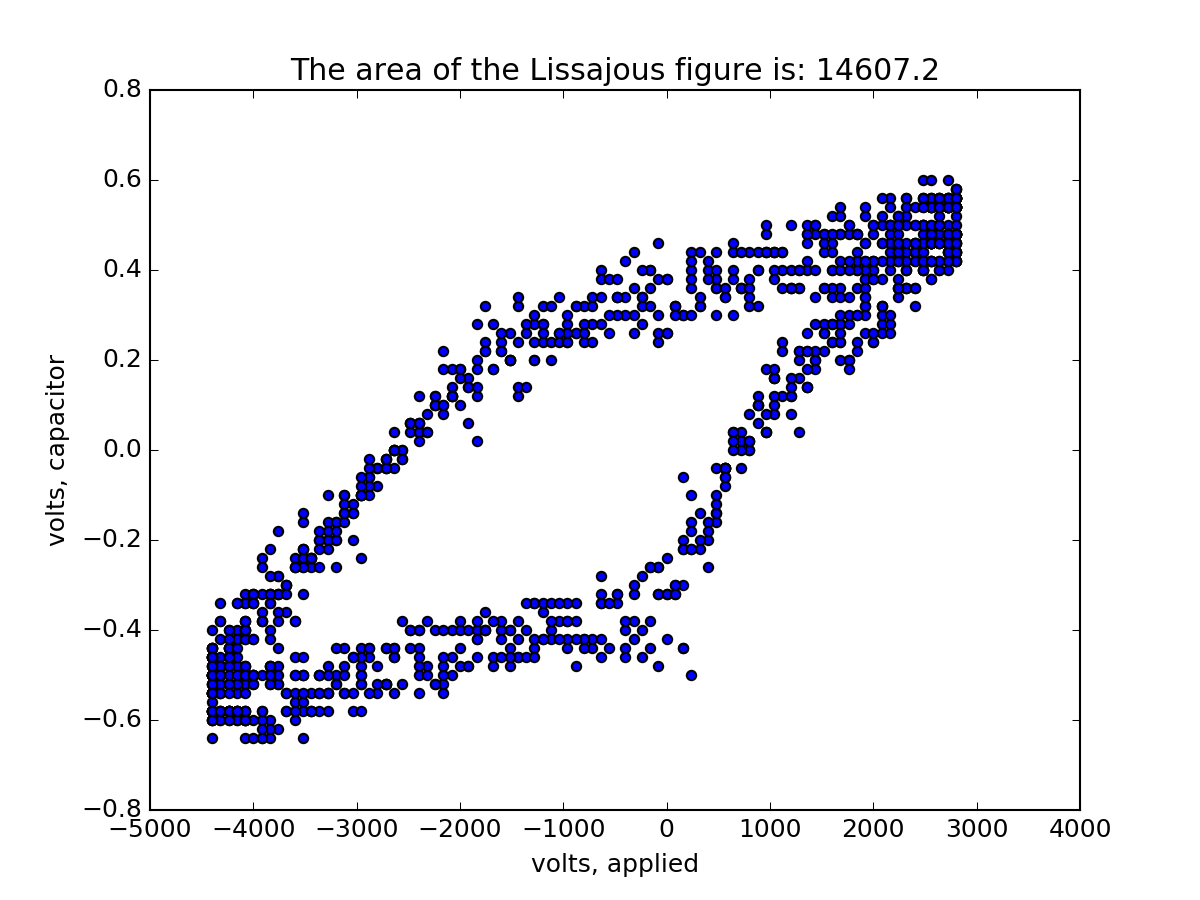 The area of the Lissajous figure is: 14607.2
0.8
0.6
0.4
0.2
0.0
−0.2
−0.4
−0.6
−0.8
volts, capacitor
−5000 −4000 −3000 −2000 −1000 0 1000 2000 3000 4000
volts, applied